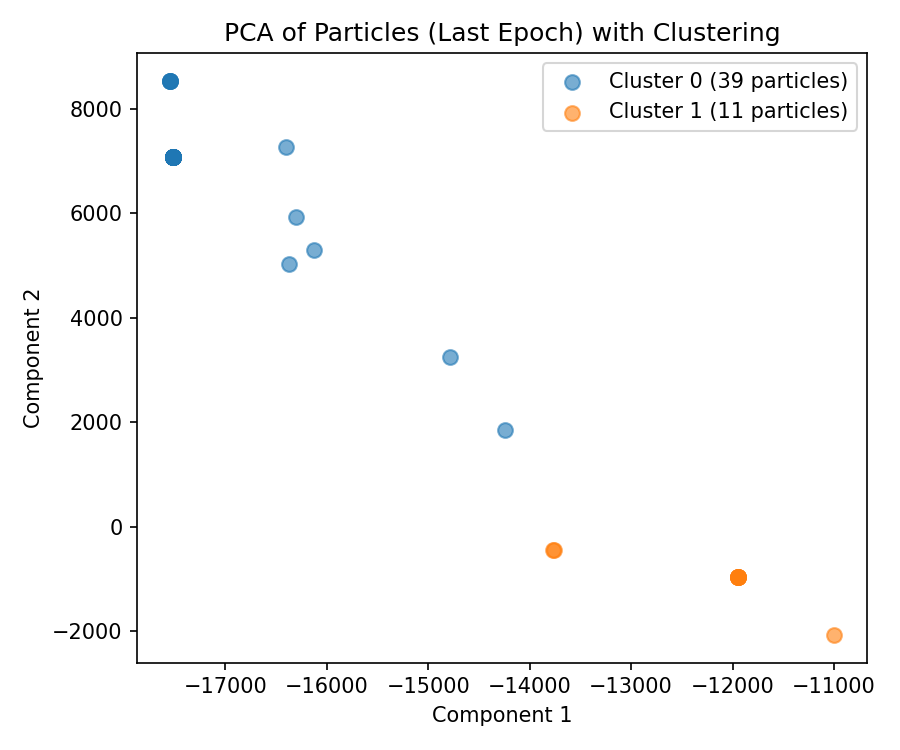 PCA of Particles (Last Epoch) with Clustering
Cluster 0 (39 particles)
Cluster 1 (11 particles)
Component 2
8000
6000
4000
2000
0
−2000
−17000 −16000 −15000 −14000 −13000 −12000 −11000
Component 1